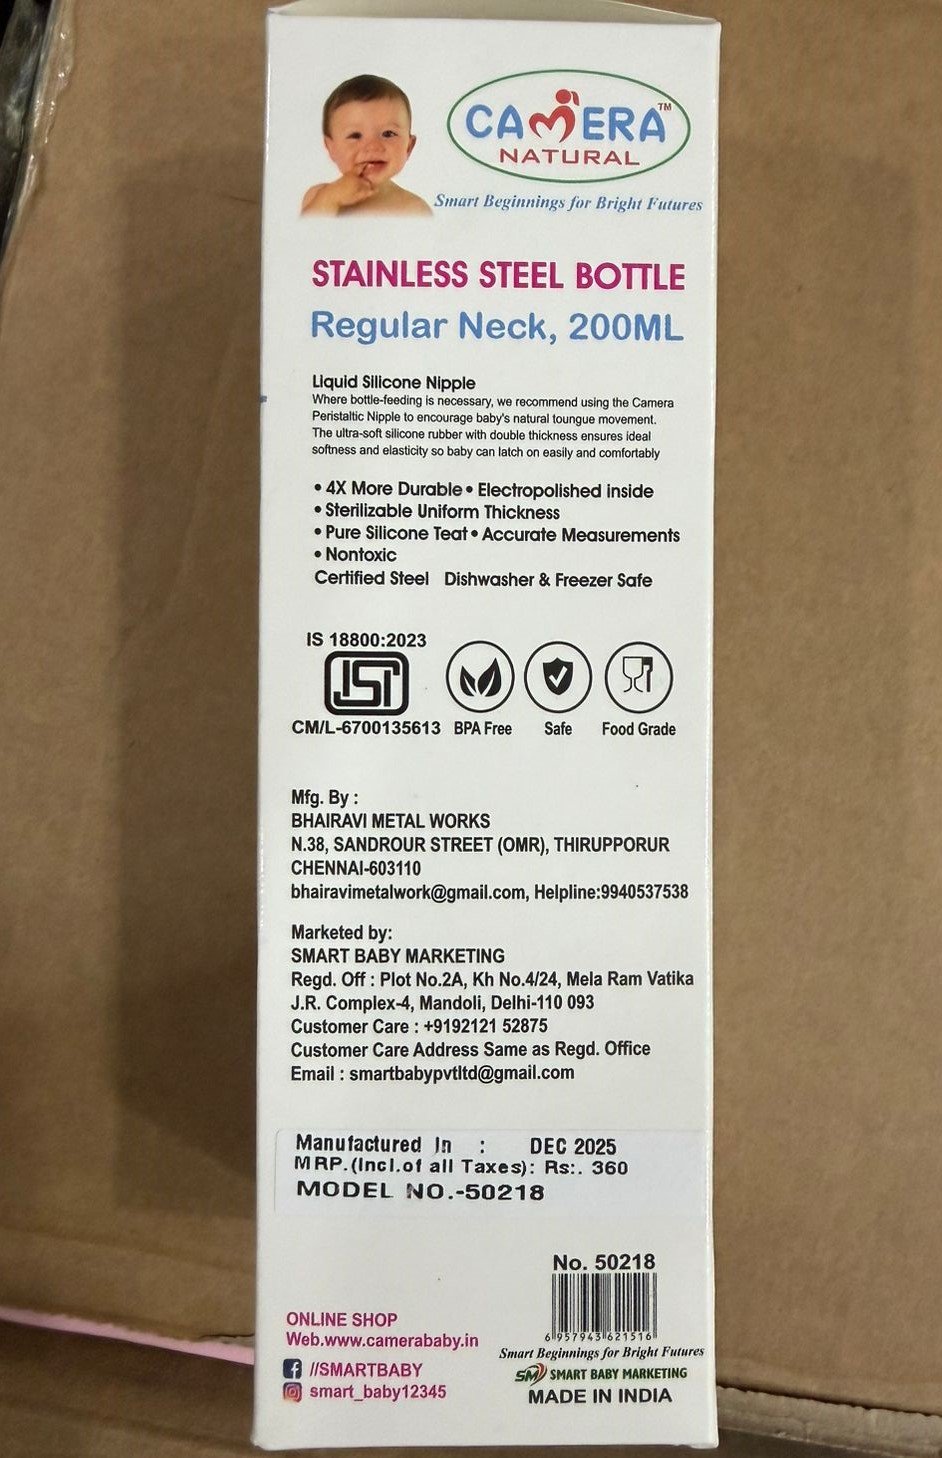 CAMERA™
NATURAL
Smart Beginnings for Bright Futures
STAINLESS STEEL BOTTLE
Regular Neck, 200ML
Liquid Silicone Nipple
Where bottle-feeding is necessary, we recommend using the Camera
Peristaltic Nipple to encourage baby's natural toungue movement.
The ultra-soft silicone rubber with double thickness ensures ideal
softness and elasticity so baby can latch on easily and comfortably
• 4X More Durable • Electropolished inside
• Sterilizable Uniform Thickness
• Pure Silicone Teat • Accurate Measurements
• Nontoxic
Certified Steel Dishwasher & Freezer Safe
IS 18800:2023
ISI
CM/L-6700135613 BPA Free Safe Food Grade
Mfg. By :
BHAIRAVI METAL WORKS
N.38, SANDROUR STREET (OMR), THIRUPPORUR
CHENNAI-603110
bhairavimetalwork@gmail.com, Helpline:9940537538
Marketed by:
SMART BABY MARKETING
Regd. Off : Plot No.2A, Kh No.4/24, Mela Ram Vatika
J.R. Complex-4, Mandoli, Delhi-110 093
Customer Care : +9192121 52875
Customer Care Address Same as Regd. Office
Email : smartbabypvtltd@gmail.com
Manufactured In : DEC 2025
MRP.(Incl.of all Taxes): Rs:. 360
MODEL NO.-50218
No. 50218
6 957943 621516
ONLINE SHOP
Web.www.camerababy.in
//SMARTBABY
smart_baby12345
Smart Beginnings for Bright Futures
SM SMART BABY MARKETING
MADE IN INDIA